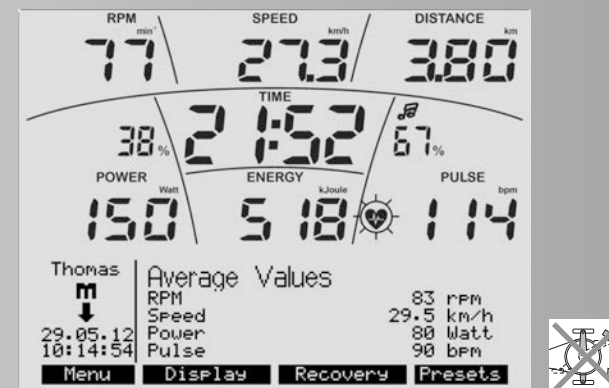 RPM SPEED DISTANCE
min⁻¹ km/h km
77 27.3 3.80
TIME
38% 21:52 67%
POWER ENERGY PULSE
Watt kJoule bpm
150 518 114
Thomas
m
29.05.12
10:14:54
Average Values
RPM 83 rpm
Speed 29.5 km/h
Power 80 Watt
Pulse 90 bpm
Menu Display Recovery Presets